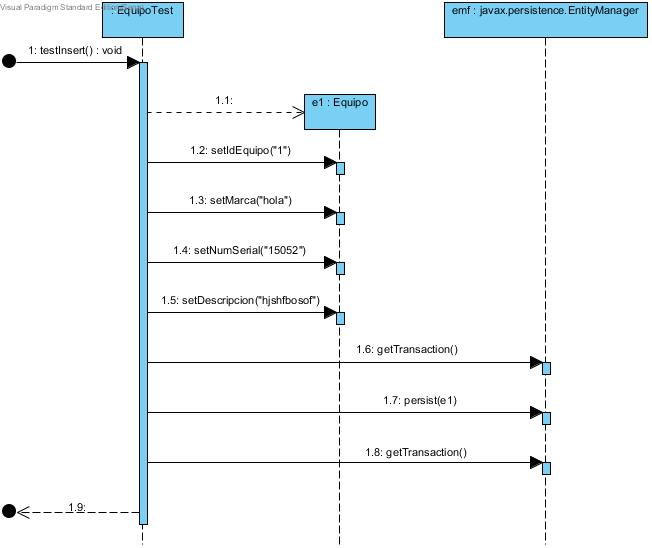 Visual Paradigm Standard Edition
: EquipoTest
emf : javax.persistence.EntityManager
1: testInsert() : void
1.1:
e1 : Equipo
1.2: setIdEquipo("1")
1.3: setMarca("hola")
1.4: setNumSerial("15052")
1.5: setDescripcion("hjshfbosof")
1.6: getTransaction()
1.7: persist(e1)
1.8: getTransaction()
1.9: